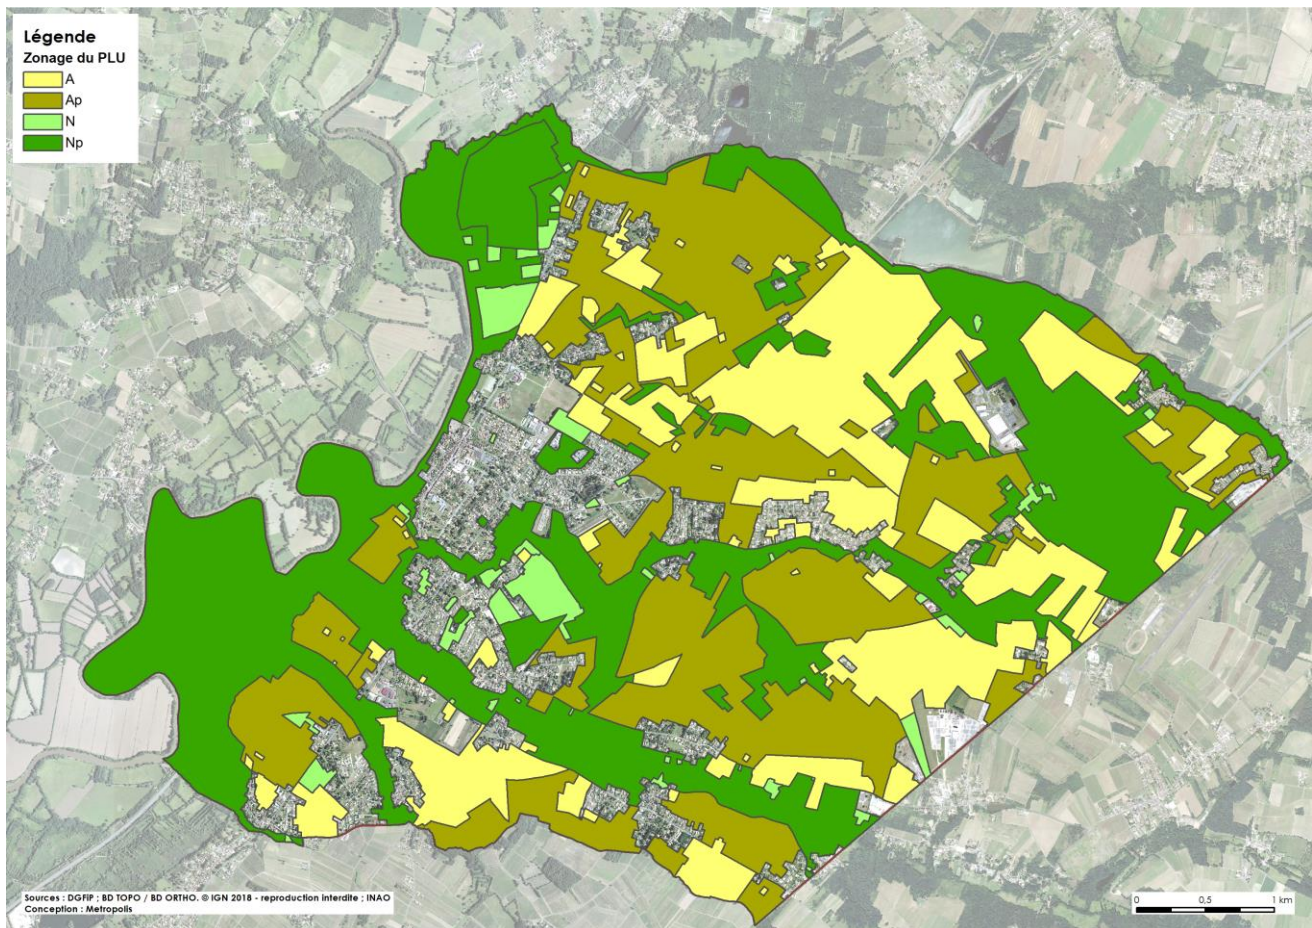 Légende
Zonage du PLU
A
Ap
N
Np
Sources : DGFiP ; BD TOPO / BD ORTHO. © IGN 2018 - reproduction interdite ; INAO
Conception : Metropolis
0 0,5 1 km